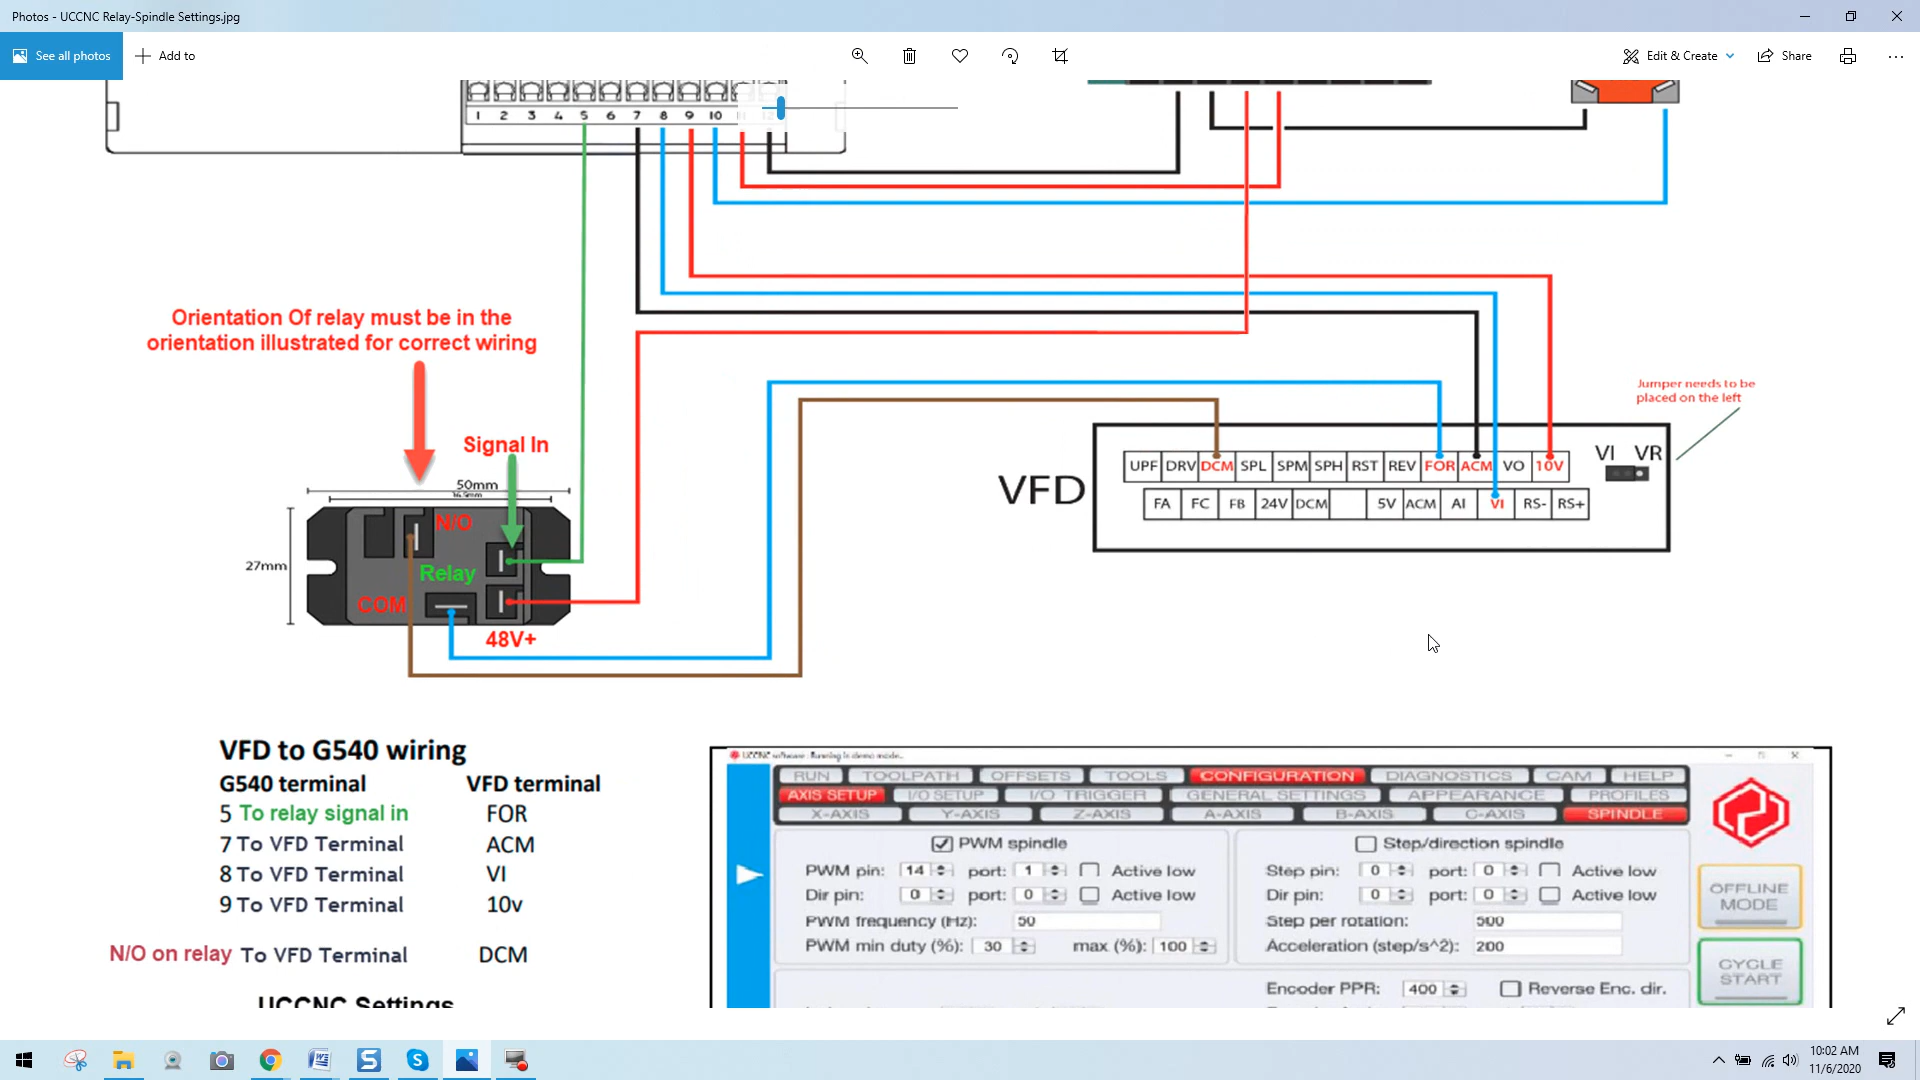 Photos - UCCNC Relay-Spindle Settings.jpg
See all photos
Add to
Edit & Create
Share
1 2 3 4 5 6 7 8 9 10
Orientation Of relay must be in the
orientation illustrated for correct wiring
Jumper needs to be
placed on the left
Signal In
VI VR
UPF DRV DCM SPL SPM SPH RST REV FOR ACM VO 10V
VFD
FA FC FB 24V DCM 5V ACM AI VI RS- RS+
50mm
N/O
27mm
Relay
COM
48V+
VFD to G540 wiring
G540 terminal VFD terminal
5 To relay signal in FOR
7 To VFD Terminal ACM
8 To VFD Terminal VI
9 To VFD Terminal 10v
N/O on relay To VFD Terminal DCM
UCCNC Settings
UCCNC software: Running in demo mode..
RUN TOOLPATH OFFSETS TOOLS CONFIGURATION DIAGNOSTICS CAM HELP
AXIS SETUP I/O SETUP I/O TRIGGER GENERAL SETTINGS APPEARANCE PROFILES
X-AXIS Y-AXIS Z-AXIS A-AXIS B-AXIS C-AXIS SPINDLE
PWM spindle
PWM pin: 14 port: 1 Active low
Dir pin: 0 port: 0 Active low
PWM frequency (Hz): 50
PWM min duty (%): 30 max (%): 100
Step/direction spindle
Step pin: 0 port: 0 Active low
Dir pin: 0 port: 0 Active low
Step per rotation: 500
Acceleration (step/s^2): 200
Encoder PPR: 400 Reverse Enc. dir.
OFFLINE
MODE
CYCLE
START
10:02 AM
11/6/2020